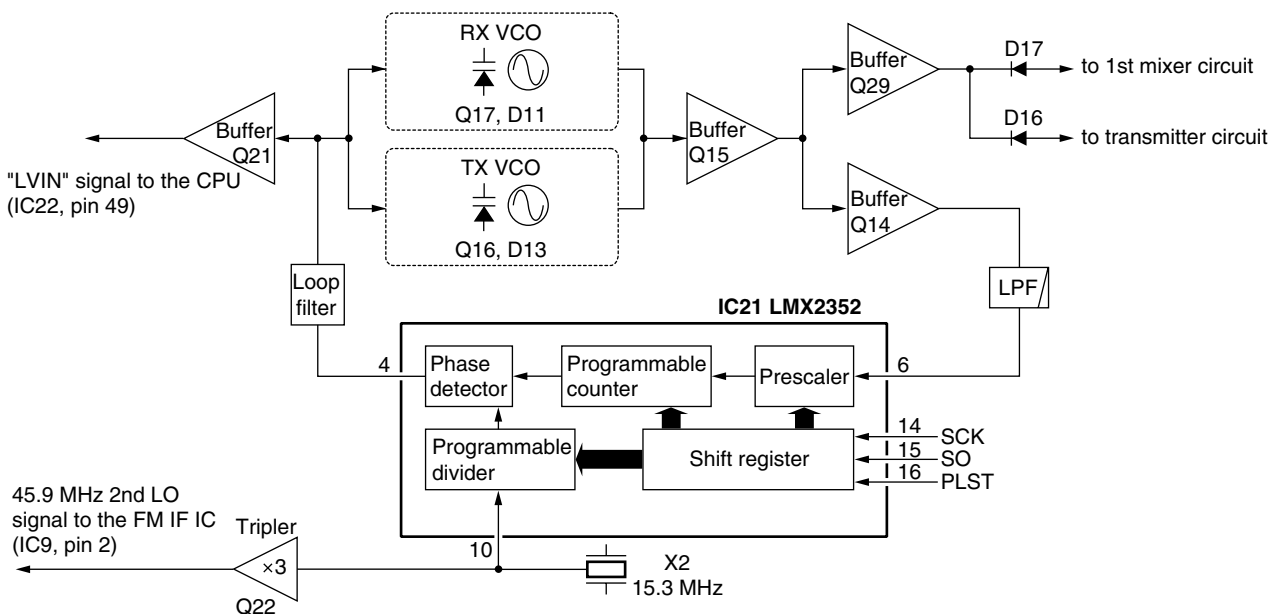 RX VCO
Q17, D11
TX VCO
Q16, D13
Buffer
Q21
"LVIN" signal to the CPU
(IC22, pin 49)
Buffer
Q15
Buffer
Q29
Buffer
Q14
D17
to 1st mixer circuit
D16
to transmitter circuit
Loop
filter
LPF
IC21 LMX2352
4
Phase
detector
Programmable
counter
Prescaler
6
Programmable
divider
Shift register
14
SCK
15
SO
16
PLST
45.9 MHz 2nd LO
signal to the FM IF IC
(IC9, pin 2)
Tripler
×3
Q22
10
X2
15.3 MHz